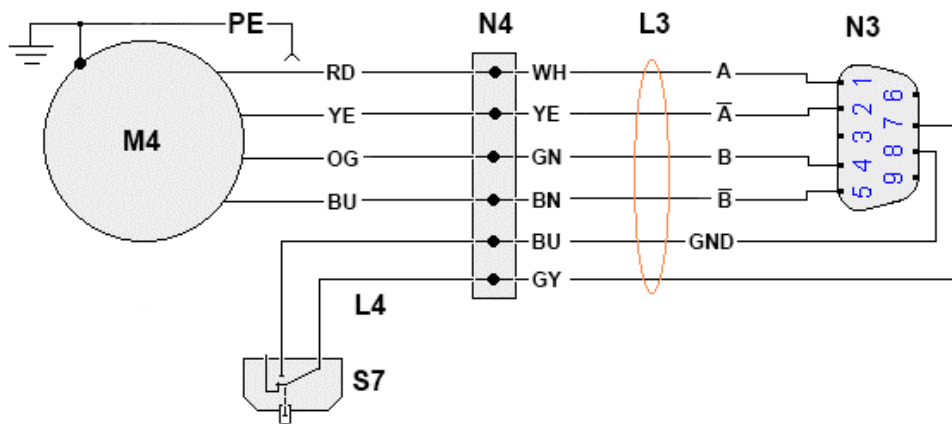 PE N4 L3 N3
RD WH A
YE YE A̅
M4
OG GN B
BU BN B̅
BU GND
GY
L4
S7
1 2 3 4 5
6 7 8 9